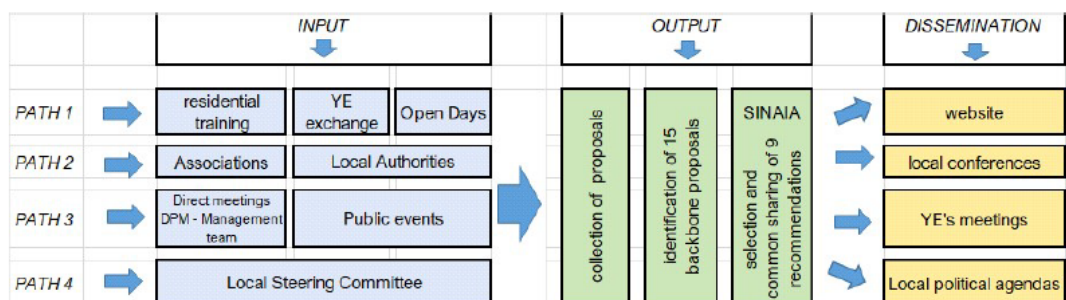 INPUT
OUTPUT
DISSEMINATION
PATH 1
residential
training
YE
exchange
Open Days
PATH 2
Associations
Local Authorities
PATH 3
Direct meetings
DPM - Management
team
Public events
PATH 4
Local Steering Committee
collection of proposals
identification of 15
backbone proposals
SINAIA
selection and
common sharing of 9
recommendations
website
local conferences
YE's meetings
Local political agendas